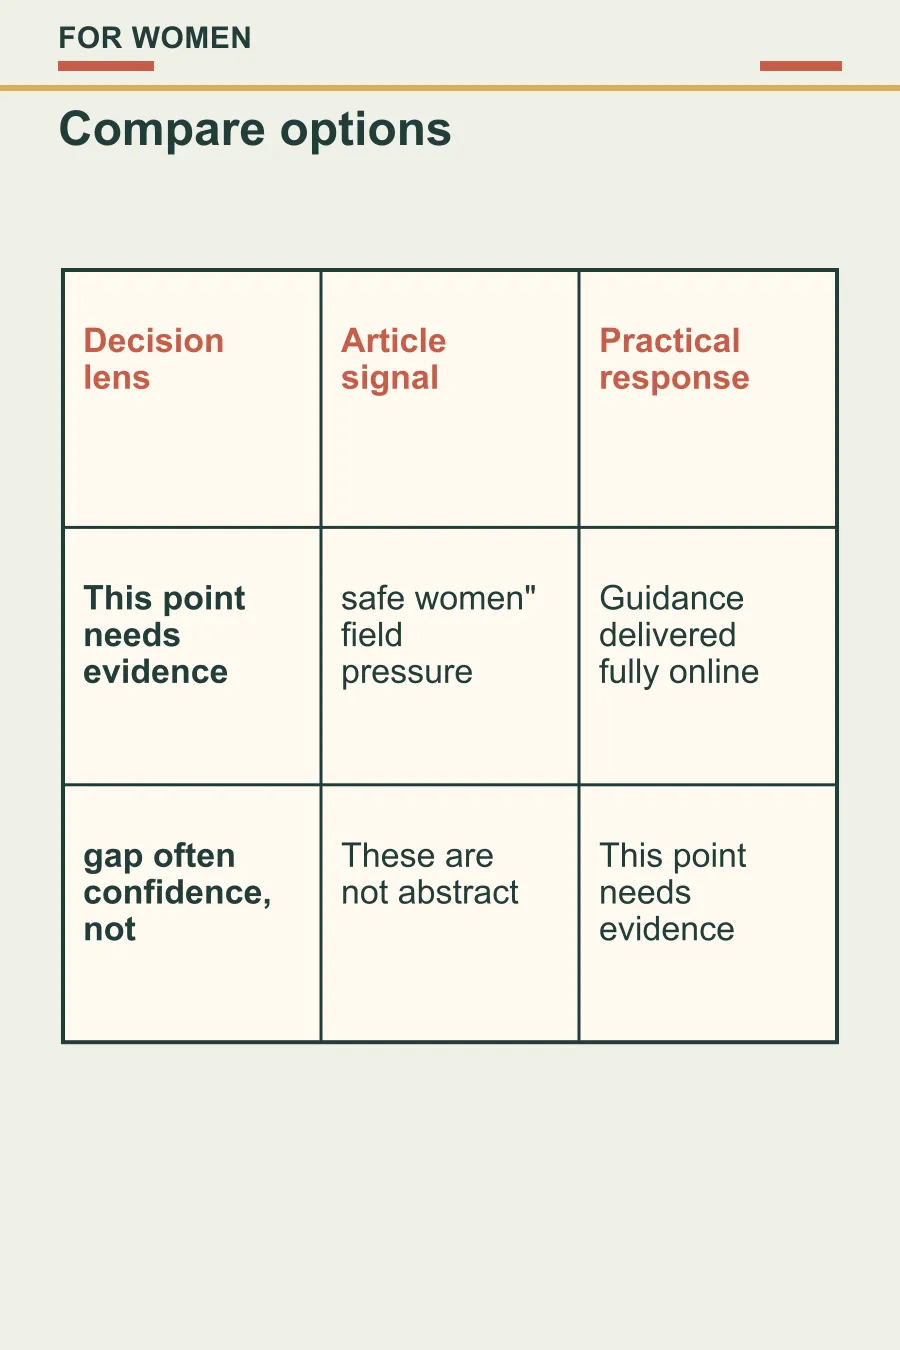 FOR WOMEN
Compare options
Decision
lens
Article
signal
Practical
response
This point
needs
evidence
safe women"
field
pressure
Guidance
delivered
fully online
gap often
confidence,
not
These are
not abstract
This point
needs
evidence